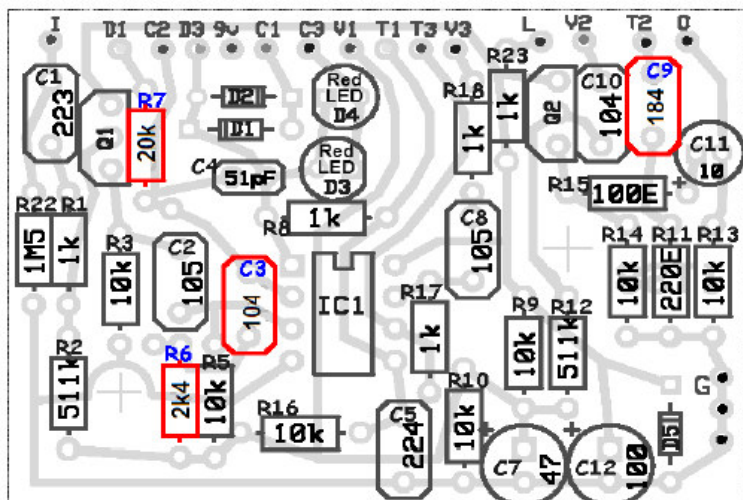 I D1 C2 D3 9v C1 C3 V1 T1 T3 V3 L V2 T2 O
C1
223
Q1
R7
20k
D2
D1
C4
51pF
Red
LED
D4
Red
LED
D3
R8
1k
R18
1k
R23
1k
Q2
C10
104
C9
184
C11
10
R15
100E
+
R22
1M5
R1
1k
R3
10k
C2
105
C3
104
IC1
C8
105
R17
1k
R14
10k
R11
220E
R13
10k
R9
10k
R12
511k
R2
511k
R6
2k4
R5
10k
R16
10k
C5
224
R10
10k
+
C7
47
+
C12
100
D5
G